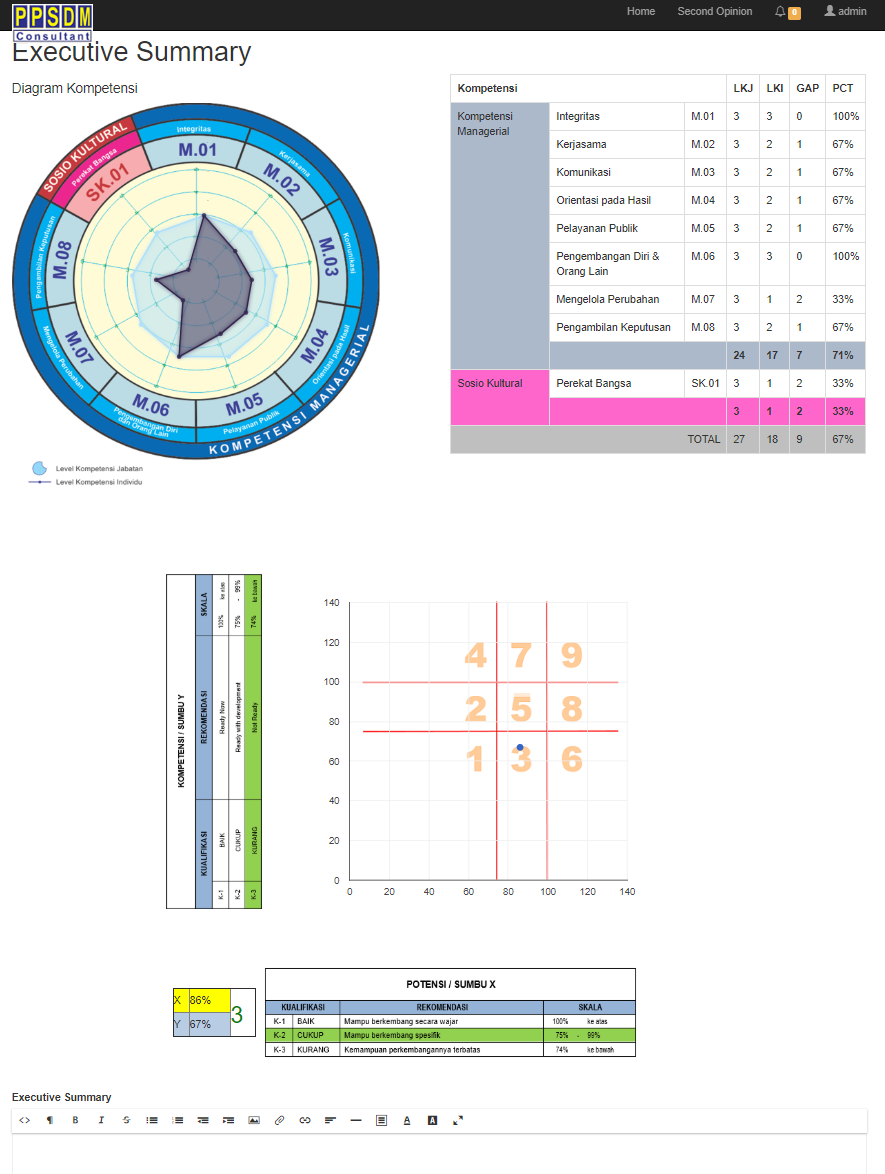 PPSDM
Consultant
Home Second Opinion 0 admin
Executive Summary
Diagram Kompetensi
SOSIO KULTURAL
Perekat Bangsa
SK.01
Integritas
M.01
Kerjasama
M.02
Komunikasi
M.03
Orientasi pada Hasil
M.04
Pelayanan Publik
M.05
Pengembangan Diri
dan Orang Lain
M.06
Mengelola Perubahan
M.07
Pengambilan Keputusan
M.08
KOMPETENSI MANAGERIAL
Level Kompetensi Jabatan
Level Kompetensi Individu
Kompetensi LKJ LKI GAP PCT
Kompetensi Managerial
Integritas M.01 3 3 0 100%
Kerjasama M.02 3 2 1 67%
Komunikasi M.03 3 2 1 67%
Orientasi pada Hasil M.04 3 2 1 67%
Pelayanan Publik M.05 3 2 1 67%
Pengembangan Diri & Orang Lain M.06 3 3 0 100%
Mengelola Perubahan M.07 3 1 2 33%
Pengambilan Keputusan M.08 3 2 1 67%
24 17 7 71%
Sosio Kultural Perekat Bangsa SK.01 3 1 2 33%
3 1 2 33%
TOTAL 27 18 9 67%
KOMPETENSI / SUMBU Y
KUALIFIKASI REKOMENDASI SKALA
K-1 BAIK Ready Now 100% ke atas
K-2 CUKUP Ready with development 75% - 99%
K-3 KURANG Not Ready 74% ke bawah
140
120
100
80
60
40
20
0
0 20 40 60 80 100 120 140
4 7 9
2 5 8
1 3 6
X 86%
Y 67%
3
POTENSI / SUMBU X
KUALIFIKASI REKOMENDASI SKALA
K-1 BAIK Mampu berkembang secara wajar 100% ke atas
K-2 CUKUP Mampu berkembang spesifik 75% - 99%
K-3 KURANG Kemampuan perkembangannya terbatas 74% ke bawah
Executive Summary